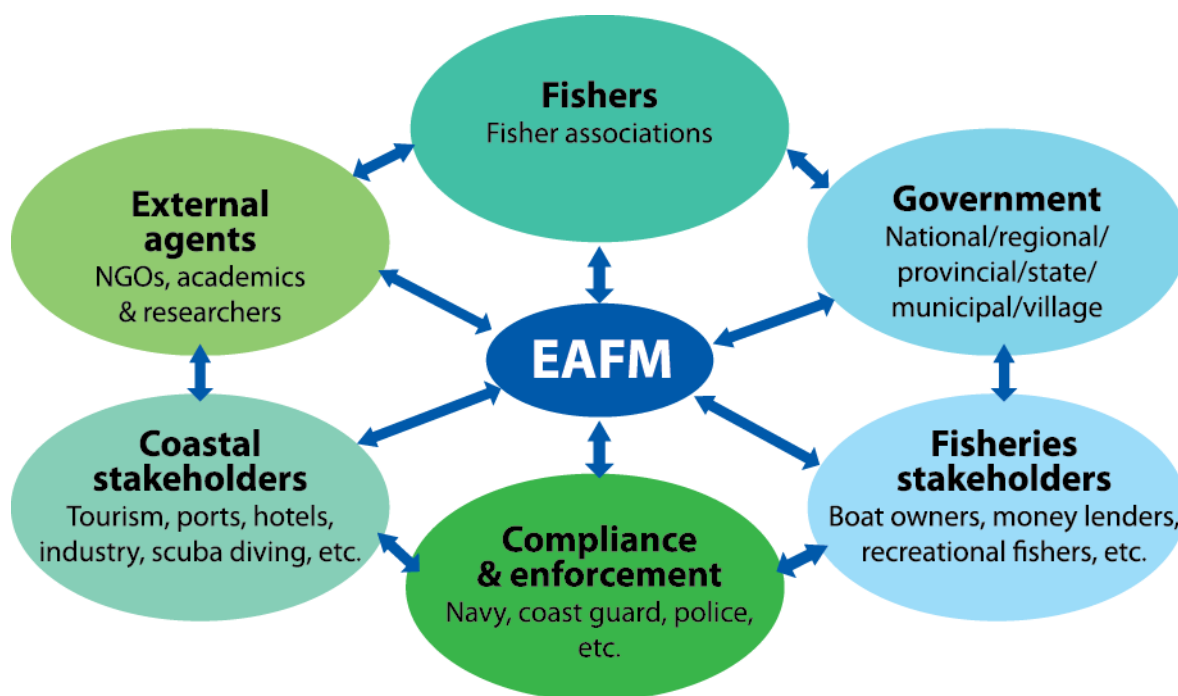 Fishers
Fisher associations
External
agents
NGOs, academics
& researchers
Government
National/regional/
provincial/state/
municipal/village
EAFM
Coastal
stakeholders
Tourism, ports, hotels,
industry, scuba diving, etc.
Compliance
& enforcement
Navy, coast guard, police,
etc.
Fisheries
stakeholders
Boat owners, money lenders,
recreational fishers, etc.